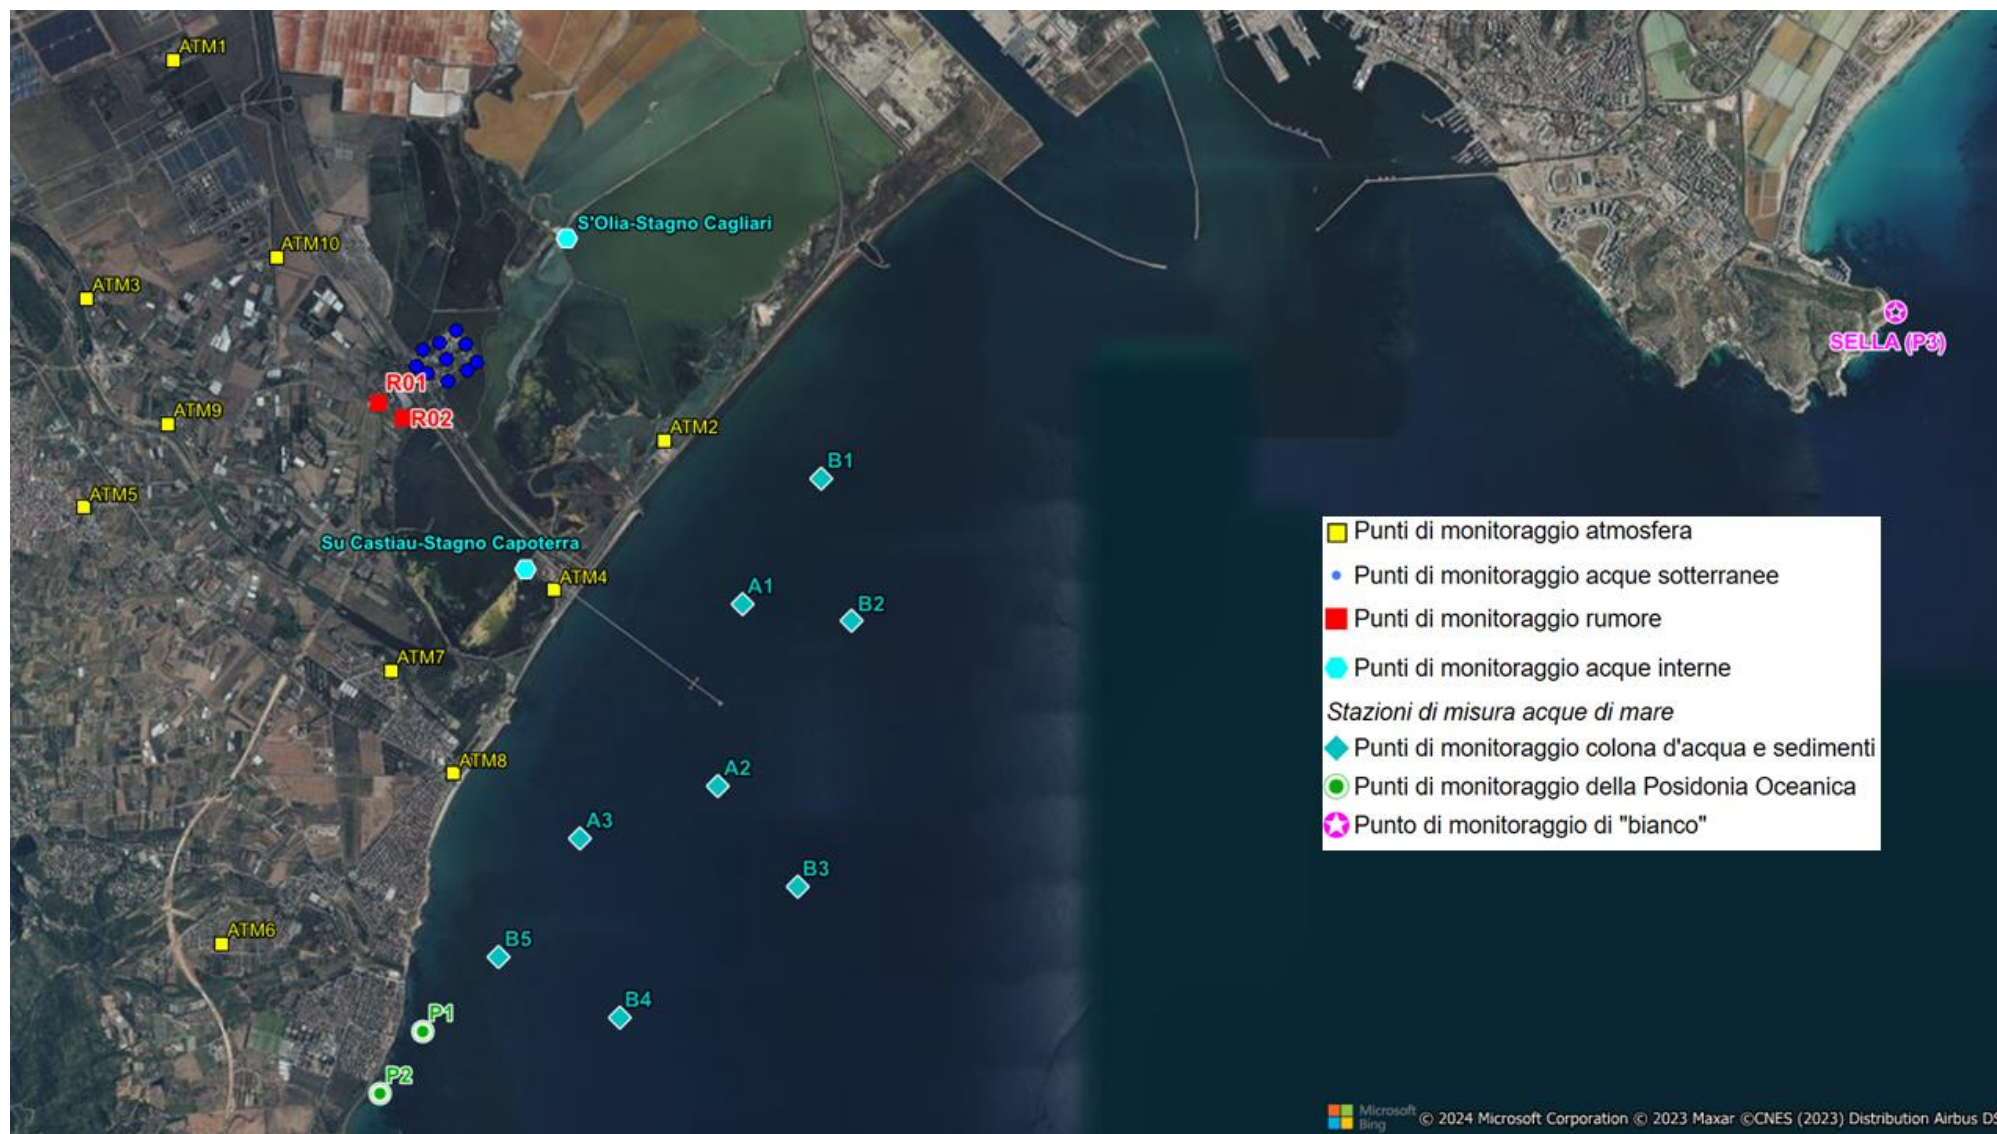 ATM1
S'Olia-Stagno Cagliari
ATM10
ATM3
SELLA (P3)
R01
ATM9
R02
ATM2
B1
ATM5
Punti di monitoraggio atmosfera
Su Castiau-Stagno Capoterra
Punti di monitoraggio acque sotterranee
ATM4
A1
B2
Punti di monitoraggio rumore
ATM7
Punti di monitoraggio acque interne
Stazioni di misura acque di mare
Punti di monitoraggio colona d'acqua e sedimenti
ATM8
A2
Punti di monitoraggio della Posidonia Oceanica
A3
Punto di monitoraggio di "bianco"
B3
ATM6
B5
B4
P1
P2
Microsoft
Bing
© 2024 Microsoft Corporation © 2023 Maxar ©CNES (2023) Distribution Airbus DS